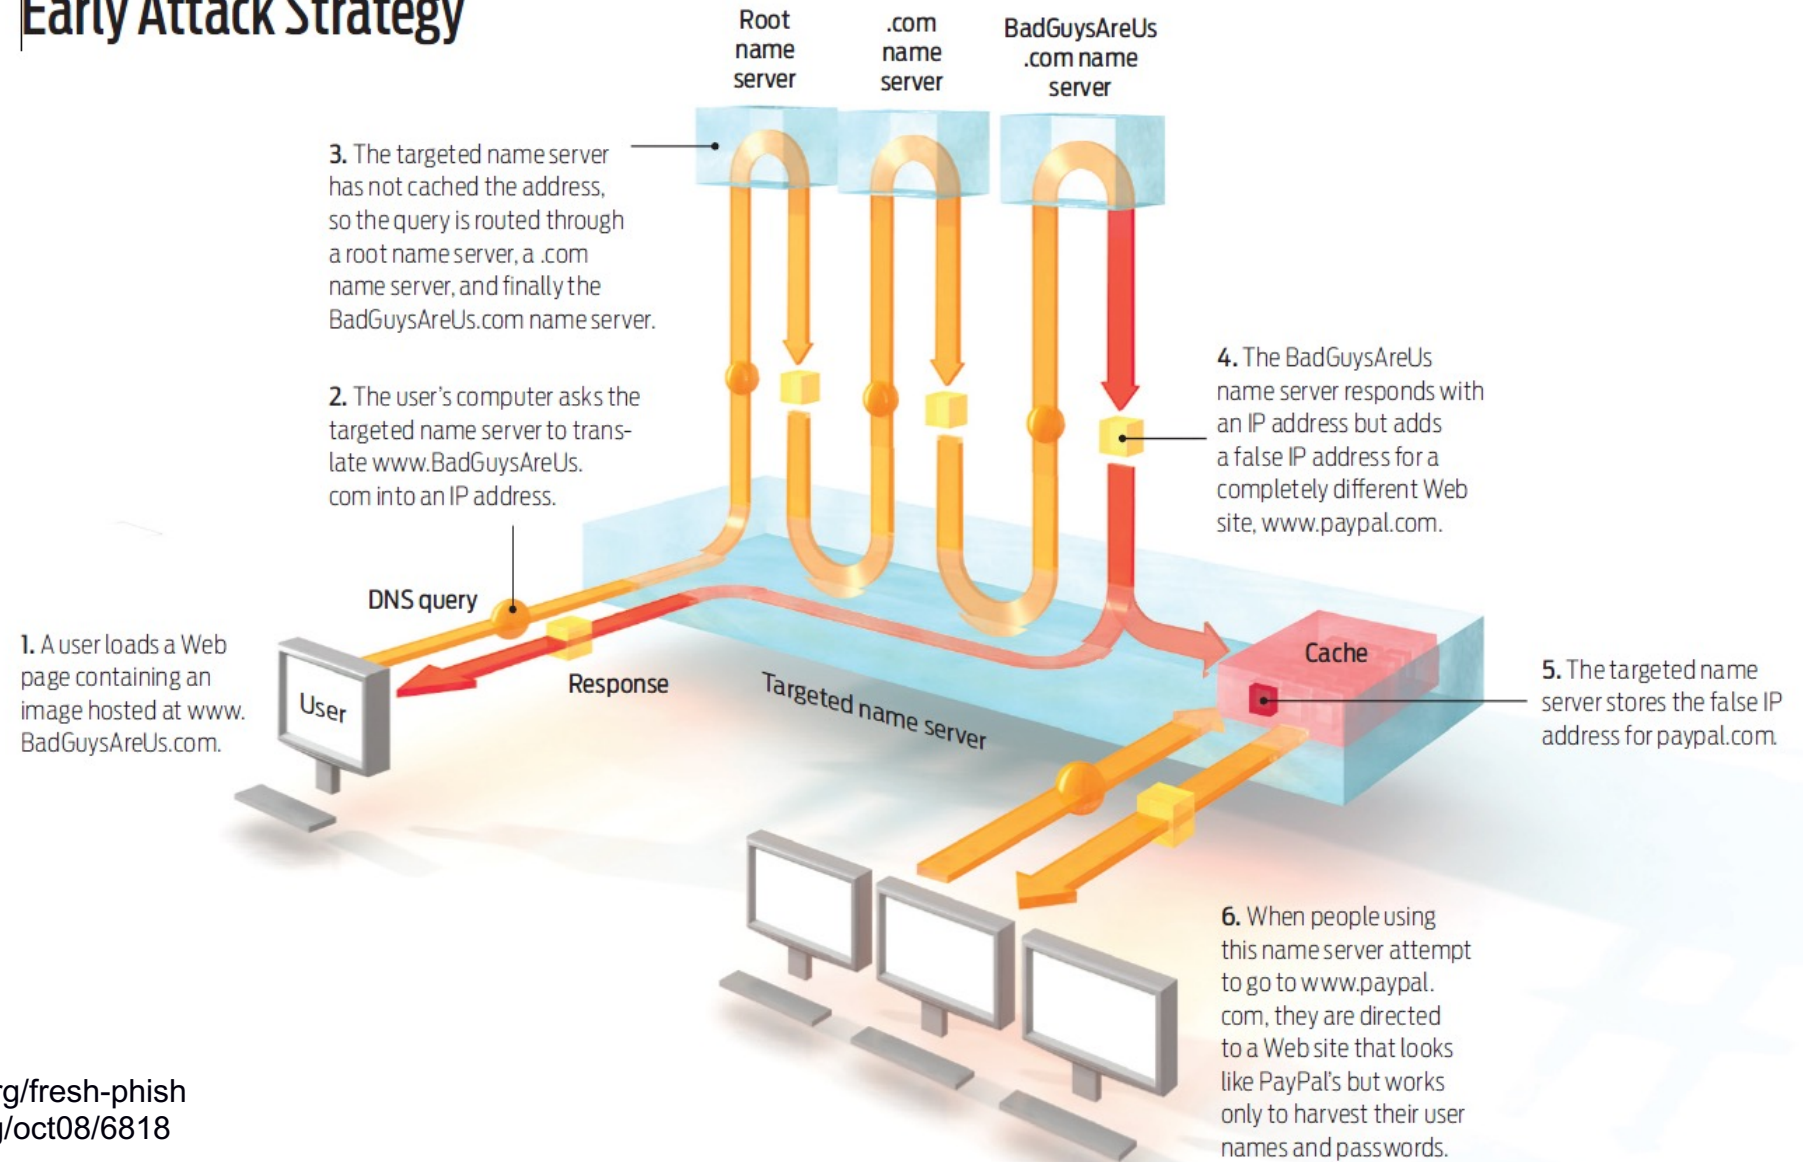 Early Attack Strategy
Root
name
server
.com
name
server
BadGuysAreUs
.com name
server
3. The targeted name server
has not cached the address,
so the query is routed through
a root name server, a .com
name server, and finally the
BadGuysAreUs.com name server.
2. The user's computer asks the
targeted name server to trans-
late www.BadGuysAreUs.
com into an IP address.
4. The BadGuysAreUs
name server responds with
an IP address but adds
a false IP address for a
completely different Web
site, www.paypal.com.
DNS query
1. A user loads a Web
page containing an
image hosted at www.
BadGuysAreUs.com.
User
Response
Targeted name server
Cache
5. The targeted name
server stores the false IP
address for paypal.com.
6. When people using
this name server attempt
to go to www.paypal.
com, they are directed
to a Web site that looks
like PayPal's but works
only to harvest their user
names and passwords.
rg/fresh-phish
/oct08/6818